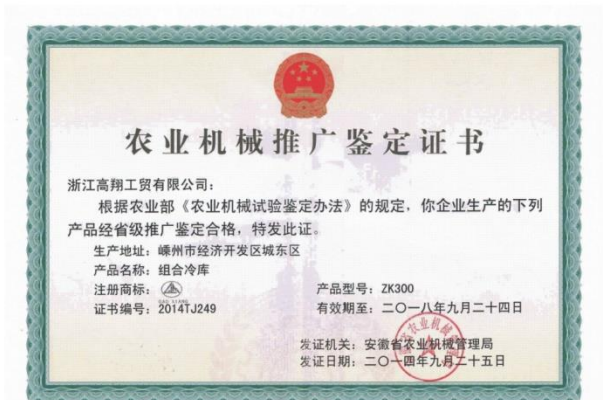 农业机械推广鉴定证书
浙江高翔工贸有限公司:
根据农业部《农业机械试验鉴定办法》的规定,你企业生产的下列
产品经省级推广鉴定合格,特发此证。
生产地址:嵊州市经济开发区城东区
产品名称:组合冷库
注册商标:
GAO XIANG
产品型号:ZK300
证书编号:2014TJ249
有效期至:二〇一八年九月二十四日
发证机关:安徽省农业机械管理局
发证日期:二〇一四年九月二十五日